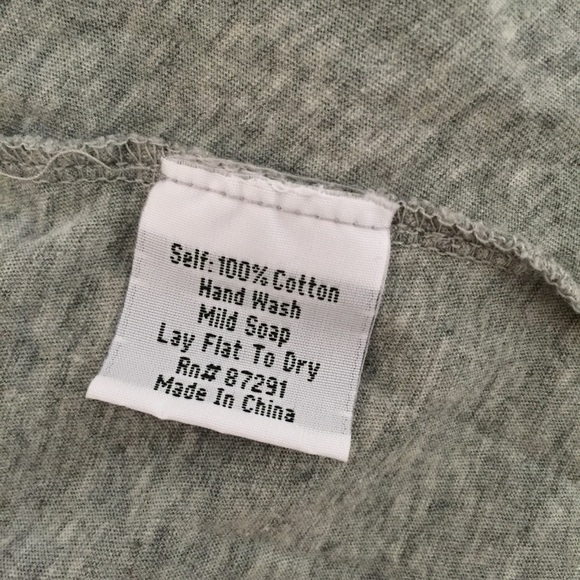 Self: 100% Cotton
Hand Wash
Mild Soap
Lay Flat To Dry
Rn# 87291
Made In China